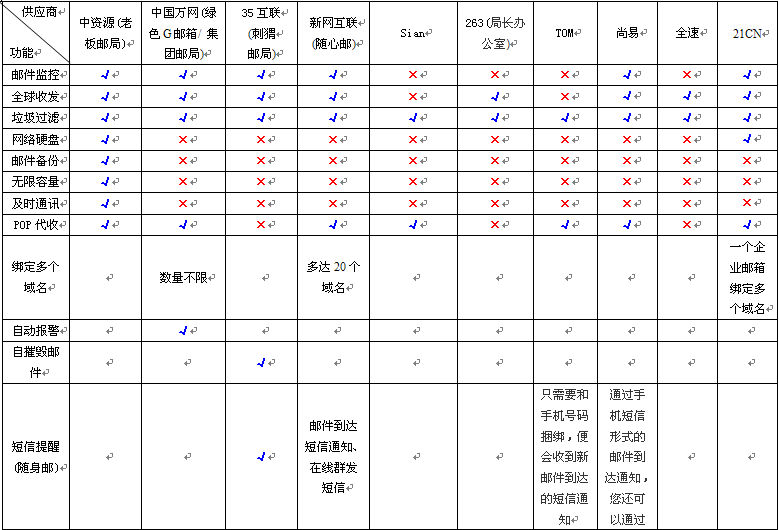 供应商
功能
中资源(老
板邮局)
中国万网(绿
色G邮箱/ 集
团邮局)
35互联
(刺猬
邮局)
新网互联
(随心邮)
Sian
263(局长办
公室)
TOM
尚易
全速
21CN
邮件监控 √ √ √ √ × × × √ × √
全球收发 √ √ √ √ × √ × √ √ √
垃圾过滤 √ √ √ √ √ √ √ √ √ √
网络硬盘 √ × × × × × × × × √
邮件备份 √ × × × × × × × × ×
无限容量 √ × × × × × × × × ×
及时通讯 √ × × × × × × × × ×
POP代收 √ √ × √ √ × √ √ × √
绑定多个
域名
数量不限
多达20个
域名
一个企
业邮箱
绑定多
个域名
自动报警 √
自摧毁邮
件
√
短信提醒
(随身邮)
√
邮件到达
短信通知、
在线群发
短信
只需要和
手机号码
捆绑，便
会收到新
邮件到达
的短信通
知
通过手
机短信
形式的
邮件到
达通知，
您还可
以通过